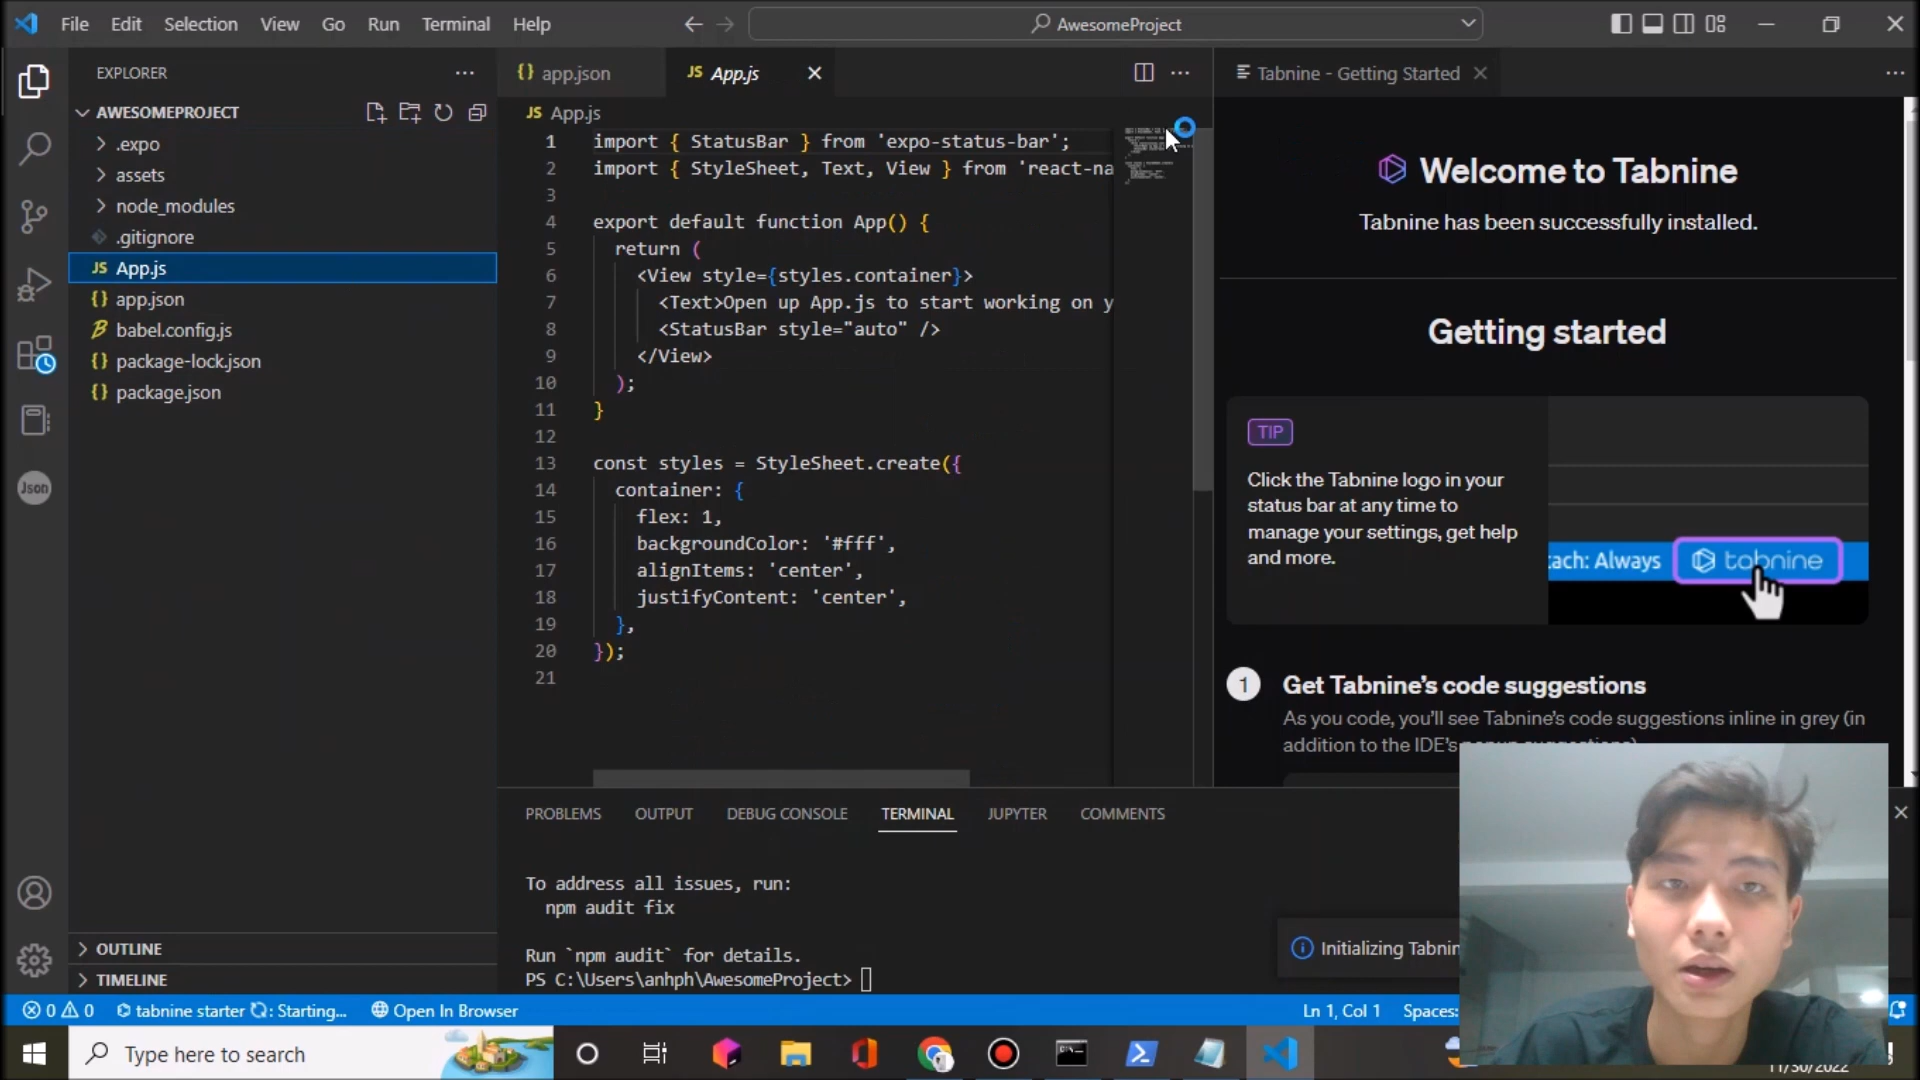 File Edit Selection View Go Run Terminal Help
AwesomeProject
EXPLORER
AWESOMEPROJECT
.expo
assets
node_modules
.gitignore
JS App.js
{} app.json
babel.config.js
{} package-lock.json
{} package.json
OUTLINE
TIMELINE
Json
{} app.json
JS App.js
JS App.js
1 import { StatusBar } from 'expo-status-bar';
2 import { StyleSheet, Text, View } from 'react-na
3
4 export default function App() {
5 return (
6 <View style={styles.container}>
7 <Text>Open up App.js to start working on y
8 <StatusBar style="auto" />
9 </View>
10 );
11 }
12
13 const styles = StyleSheet.create({
14 container: {
15 flex: 1,
16 backgroundColor: '#fff',
17 alignItems: 'center',
18 justifyContent: 'center',
19 },
20 });
21
Tabnine - Getting Started
Welcome to Tabnine
Tabnine has been successfully installed.
Getting started
TIP
Click the Tabnine logo in your
status bar at any time to
manage your settings, get help
and more.
tach: Always
tabnine
1 Get Tabnine's code suggestions
As you code, you'll see Tabnine's code suggestions inline in grey (in
addition to the IDE's
PROBLEMS OUTPUT DEBUG CONSOLE TERMINAL JUPYTER COMMENTS
To address all issues, run:
npm audit fix
Run `npm audit` for details.
PS C:\Users\anhph\AwesomeProject>
Initializing Tabnin
0 0 tabnine starter : Starting... Open In Browser
Ln 1, Col 1 Spaces:
Type here to search
11/30/2022